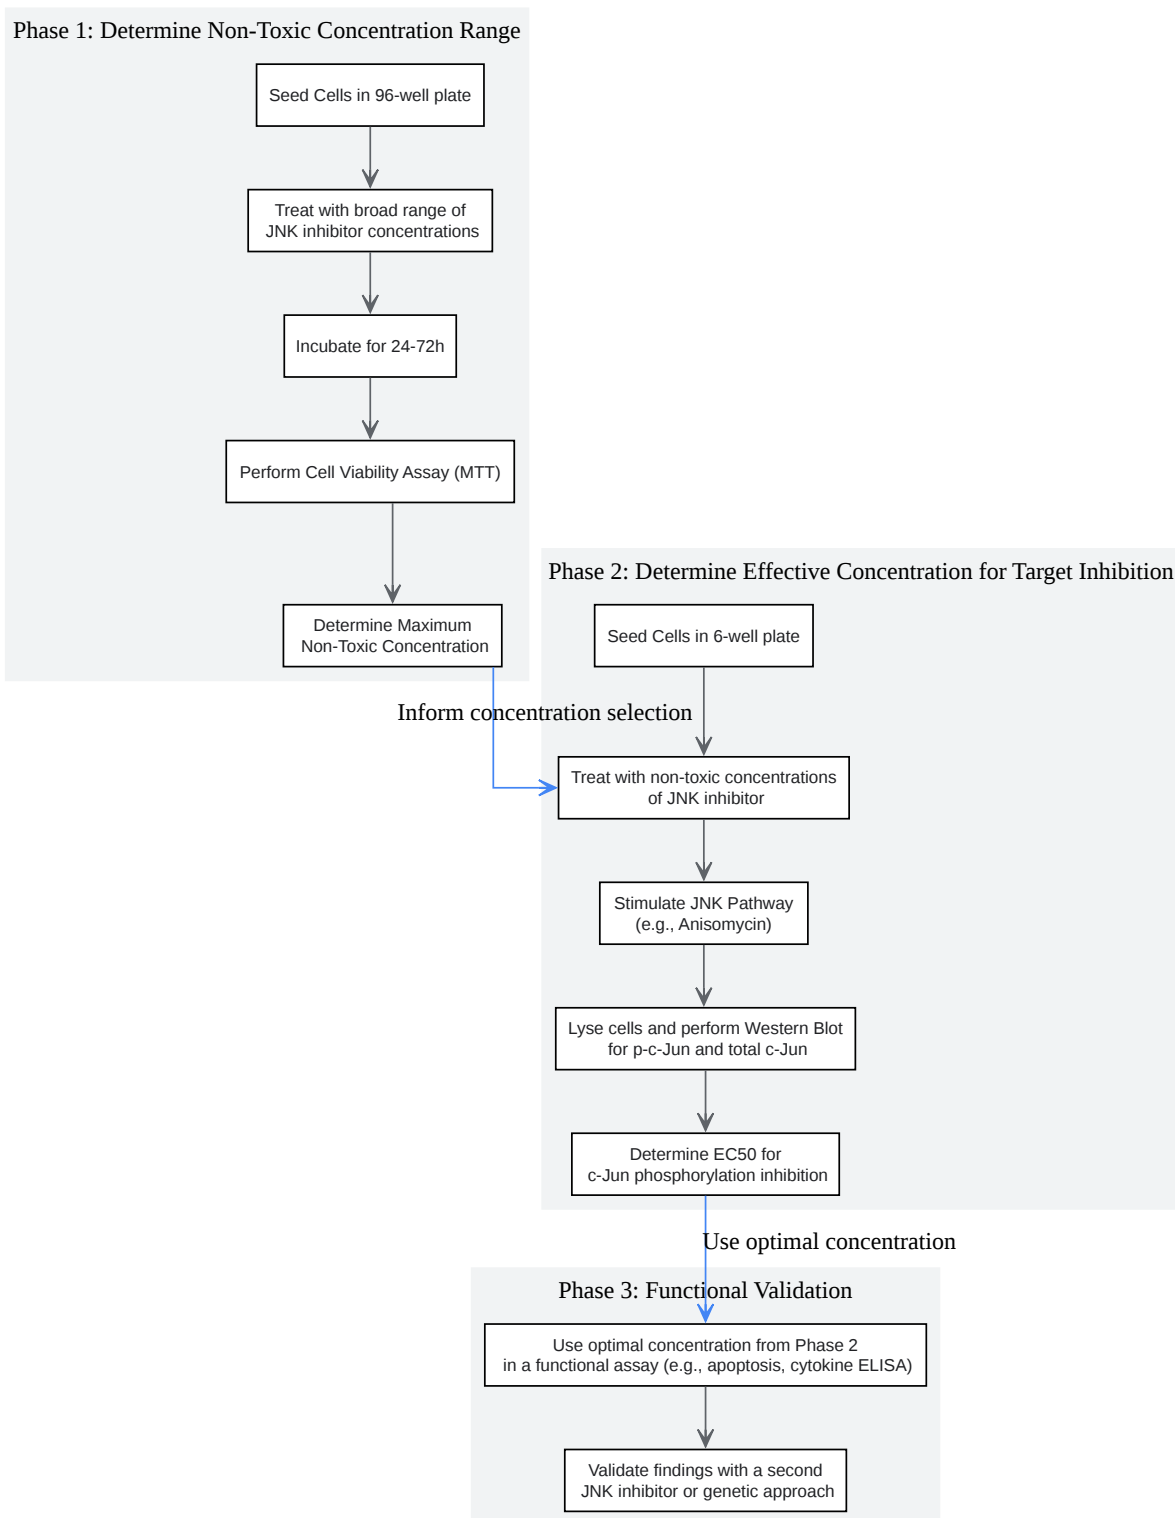 Phase 1: Determine Non-Toxic Concentration Range
Seed Cells in 96-well plate
Treat with broad range of
JNK inhibitor concentrations
Incubate for 24-72h
Perform Cell Viability Assay (MTT)
Determine Maximum
Non-Toxic Concentration
Inform concentration selection
Phase 2: Determine Effective Concentration for Target Inhibition
Seed Cells in 6-well plate
Treat with non-toxic concentrations
of JNK inhibitor
Stimulate JNK Pathway
(e.g., Anisomycin)
Lyse cells and perform Western Blot
for p-c-Jun and total c-Jun
Determine EC50 for
c-Jun phosphorylation inhibition
Use optimal concentration
Phase 3: Functional Validation
Use optimal concentration from Phase 2
in a functional assay (e.g., apoptosis, cytokine ELISA)
Validate findings with a second
JNK inhibitor or genetic approach